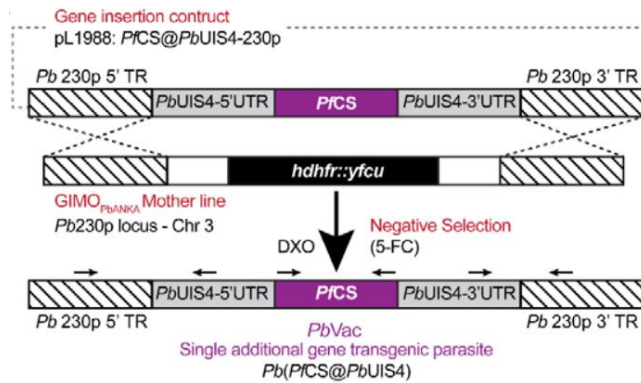 Gene insertion contruct
pL1988: PfCS@PbUIS4-230p
Pb 230p 5' TR
Pb 230p 3' TR
PbUIS4-5'UTR
PfCS
PbUIS4-3'UTR
hdhfr::yfcu
GIMOPbANKA Mother line
Pb230p locus - Chr 3
DXO
Negative Selection
(5-FC)
PbUIS4-5'UTR
PfCS
PbUIS4-3'UTR
Pb 230p 5' TR
Pb 230p 3' TR
PbVac
Single additional gene transgenic parasite
Pb(PfCS@PbUIS4)